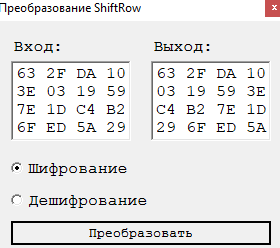 Преобразование ShiftRow
Вход: Выход:
63 2F DA 10 63 2F DA 10
3E 03 19 59 03 19 59 3E
7E 1D C4 B2 C4 B2 7E 1D
6F ED 5A 29 29 6F ED 5A
Шифрование
Дешифрование
Преобразовать